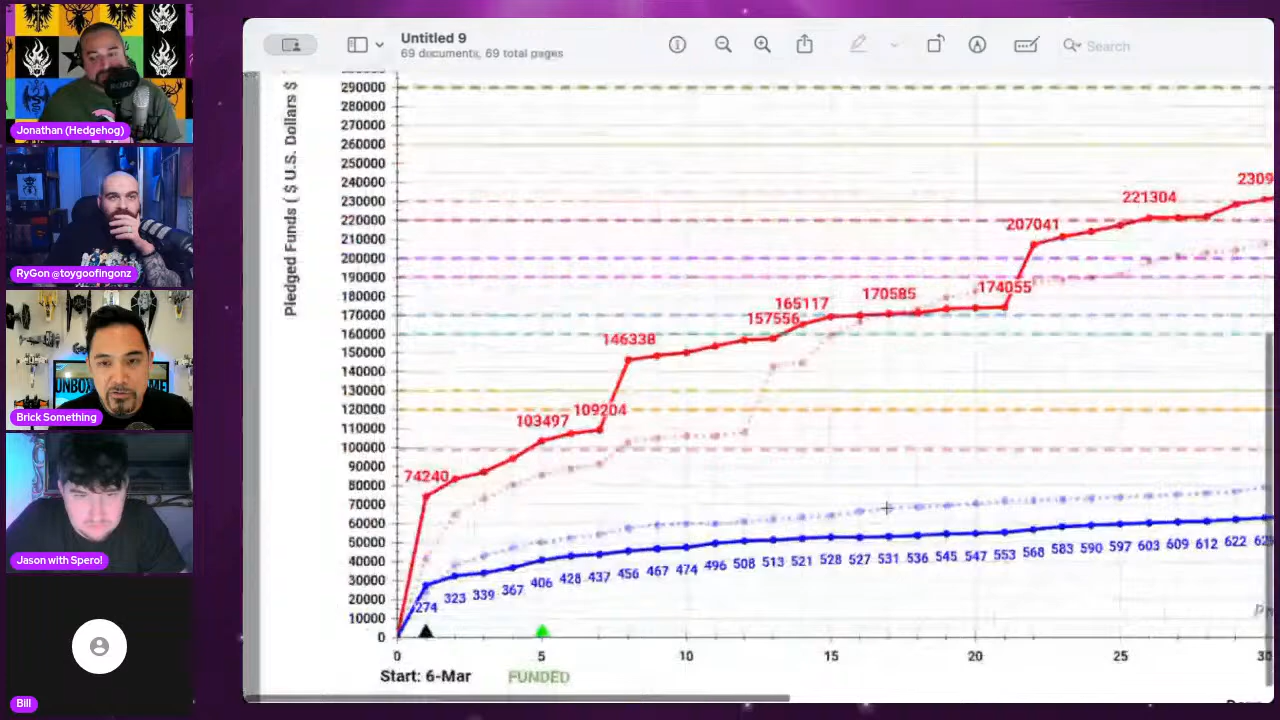 Jonathan (Hedgehog)
RyGon @toygoofingonz
Brick Something
Jason with Sperol
Bill
RODE
UNBOX
Untitled 9
69 documents, 69 total pages
Search
Pledged Funds ( $ U.S. Dollars $
290000
280000
270000
260000
250000
240000
230000
220000
210000
200000
190000
180000
170000
160000
150000
140000
130000
120000
110000
100000
90000
80000
70000
60000
50000
40000
30000
20000
10000
0
74240
103497
109204
146338
157556
165117
170585
174055
207041
221304
2309
274 323 339 367 406 428 437 456 467 474 496 508 513 521 528 527 531 536 545 547 553 568 583 590 597 603 609 612 622
0 5 10 15 20 25 30
Start: 6-Mar
FUNDED